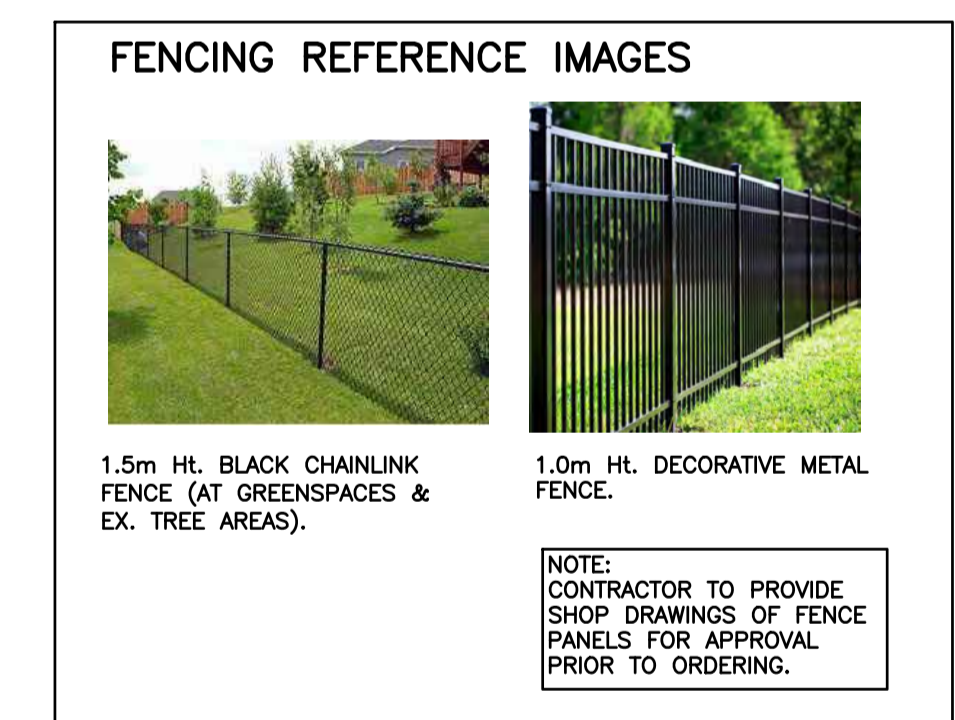 FENCING REFERENCE IMAGES
1.5m Ht. BLACK CHAINLINK
FENCE (AT GREENSPACES &
EX. TREE AREAS).
1.0m Ht. DECORATIVE METAL
FENCE.
NOTE:
CONTRACTOR TO PROVIDE
SHOP DRAWINGS OF FENCE
PANELS FOR APPROVAL
PRIOR TO ORDERING.